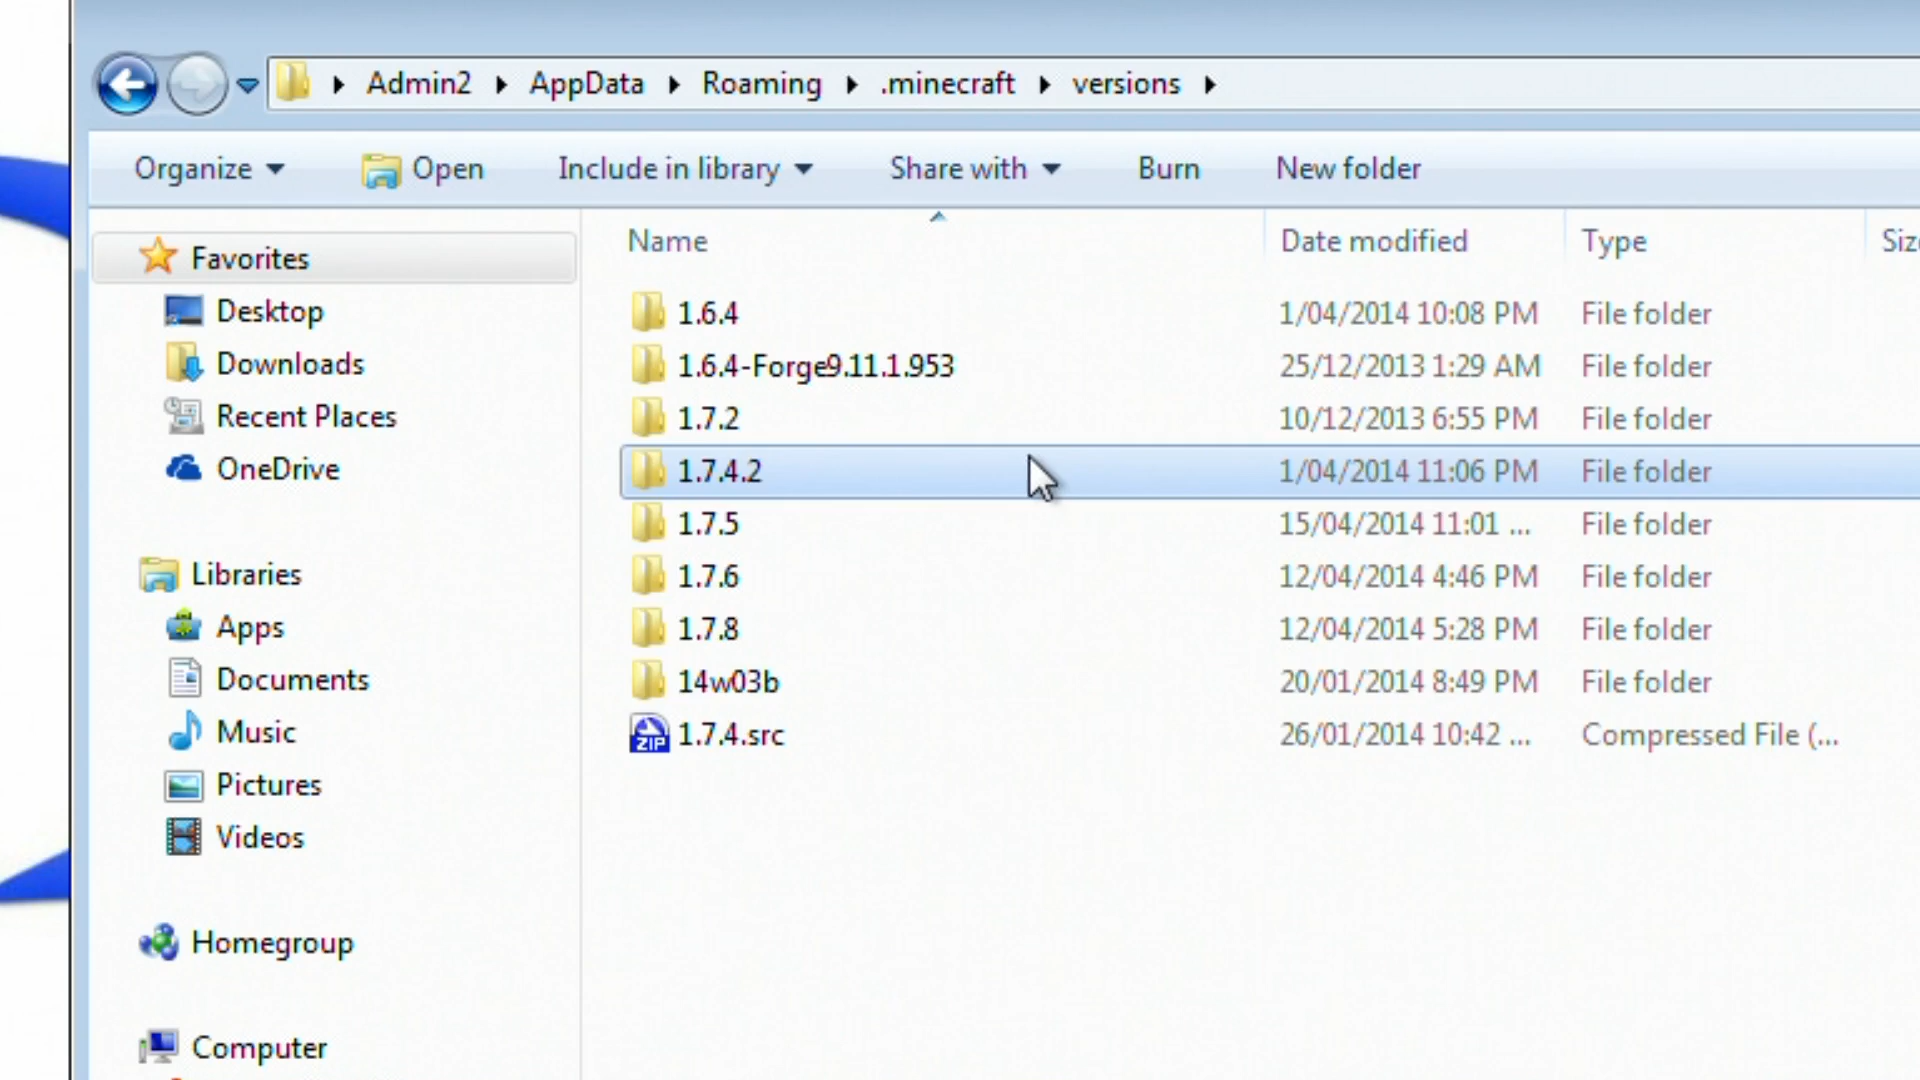 Admin2 AppData Roaming .minecraft versions
Organize Open Include in library Share with Burn New folder
Name Date modified Type Siz
Favorites
Desktop
Downloads
Recent Places
OneDrive
Libraries
Apps
Documents
Music
Pictures
Videos
Homegroup
Computer
1.6.4 1/04/2014 10:08 PM File folder
1.6.4-Forge9.11.1.953 25/12/2013 1:29 AM File folder
1.7.2 10/12/2013 6:55 PM File folder
1.7.4.2 1/04/2014 11:06 PM File folder
1.7.5 15/04/2014 11:01 ... File folder
1.7.6 12/04/2014 4:46 PM File folder
1.7.8 12/04/2014 5:28 PM File folder
14w03b 20/01/2014 8:49 PM File folder
ZIP 1.7.4.src 26/01/2014 10:42 ... Compressed File (...